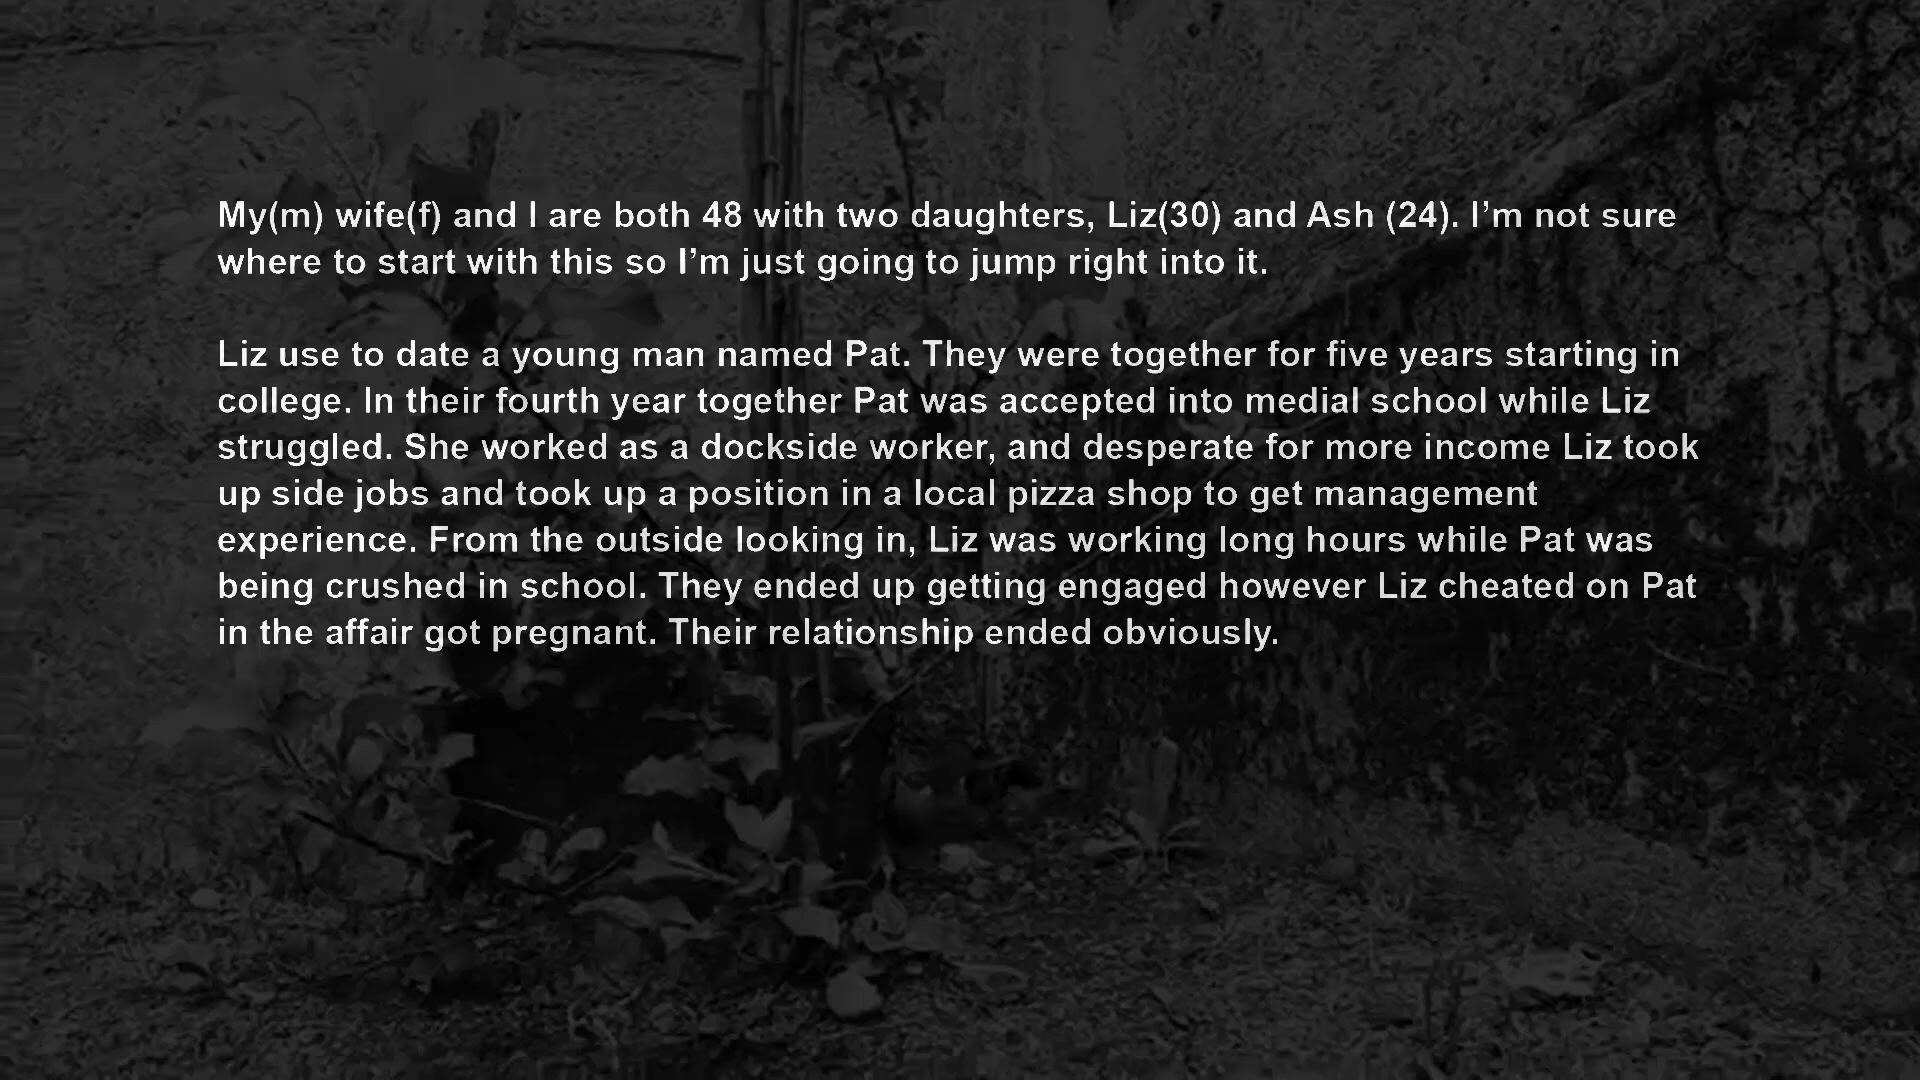 My(m) wife(f) and I are both 48 with two daughters, Liz(30) and Ash (24). I’m not sure
where to start with this so I’m just going to jump right into it.
Liz use to date a young man named Pat. They were together for five years starting in
college. In their fourth year together Pat was accepted into medial school while Liz
struggled. She worked as a dockside worker, and desperate for more income Liz took
up side jobs and took up a position in a local pizza shop to get management
experience. From the outside looking in, Liz was working long hours while Pat was
being crushed in school. They ended up getting engaged however Liz cheated on Pat
in the affair got pregnant. Their relationship ended obviously.